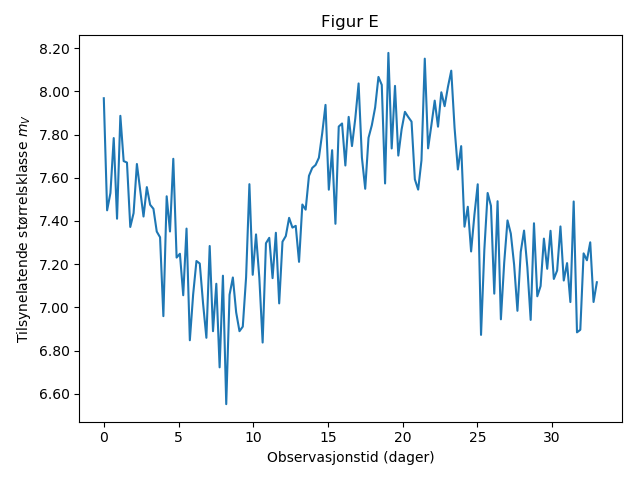 Figur E
Tilsynelatende størrelsklasse $m_V$
8.20
8.00
7.80
7.60
7.40
7.20
7.00
6.80
6.60
0 5 10 15 20 25 30
Observasjonstid (dager)